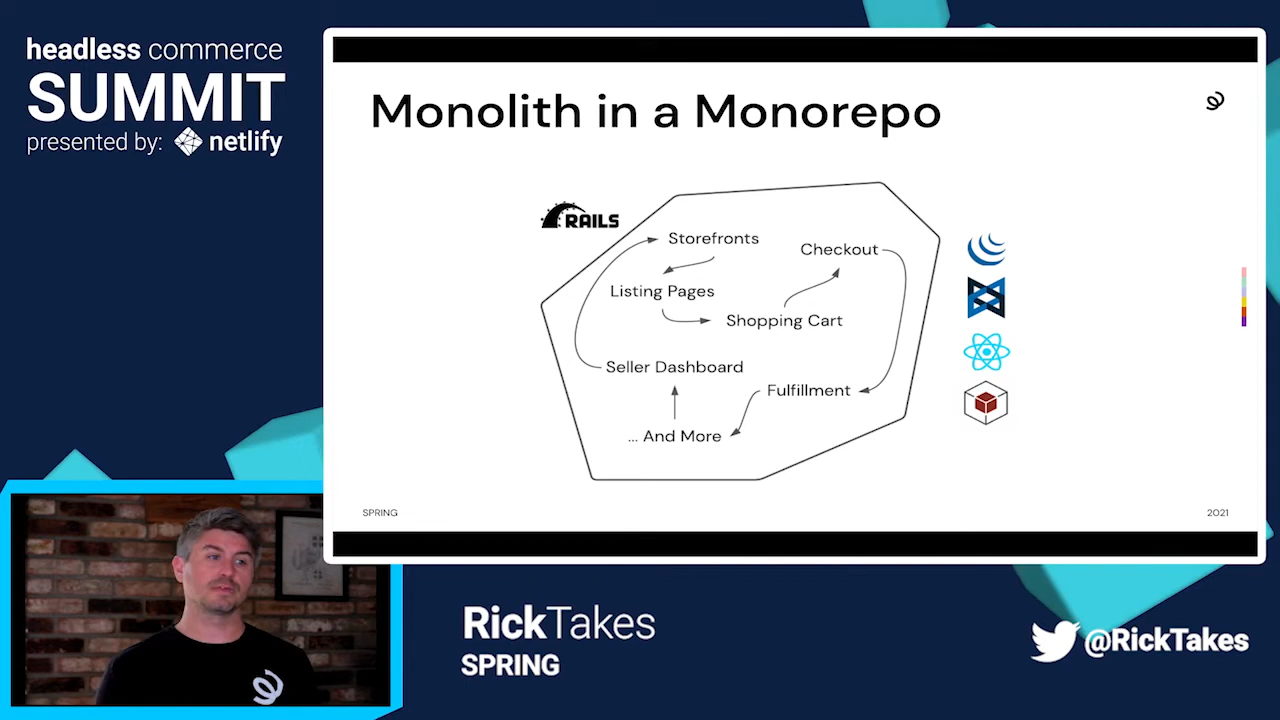 headless commerce
SUMMIT
presented by: netlify
Monolith in a Monorepo
RAILS
Storefronts
Checkout
Listing Pages
Shopping Cart
Seller Dashboard
Fulfillment
... And More
SPRING
2021
RickTakes
SPRING
@RickTakes